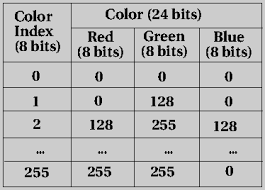 Color Index (8 bits) Color (24 bits)
Red (8 bits) Green (8 bits) Blue (8 bits)
0 0 0 0
1 0 128 0
2 128 255 128
... ... ... ...
255 255 255 0